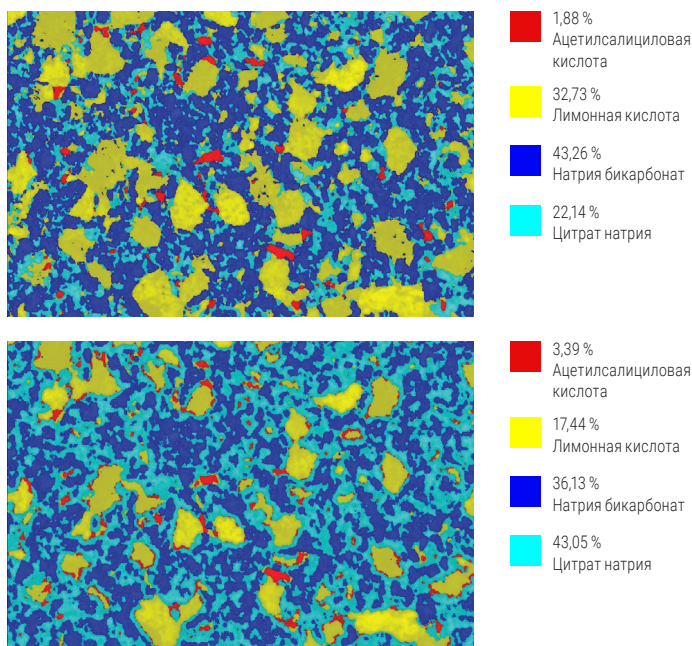 1,88 %
Ацетилсалициловая
кислота
32,73 %
Лимонная кислота
43,26 %
Натрия бикарбонат
22,14 %
Цитрат натрия
3,39 %
Ацетилсалициловая
кислота
17,44 %
Лимонная кислота
36,13 %
Натрия бикарбонат
43,05 %
Цитрат натрия